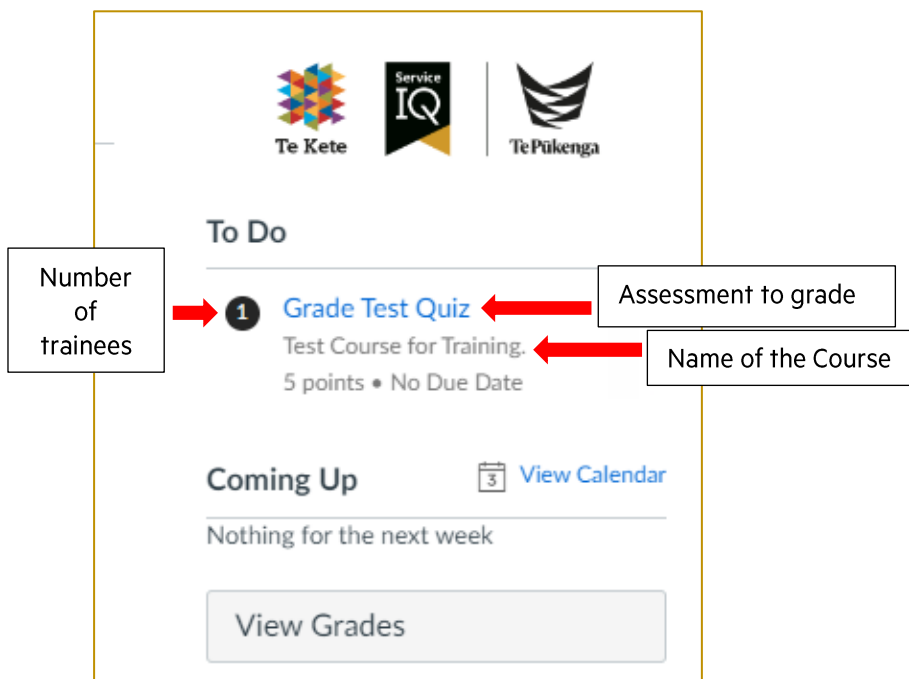 Te Kete
Service
IQ
Te Pūkenga
To Do
Number
of
trainees
1
Grade Test Quiz
Assessment to grade
Test Course for Training.
Name of the Course
5 points • No Due Date
Coming Up
3
View Calendar
Nothing for the next week
View Grades